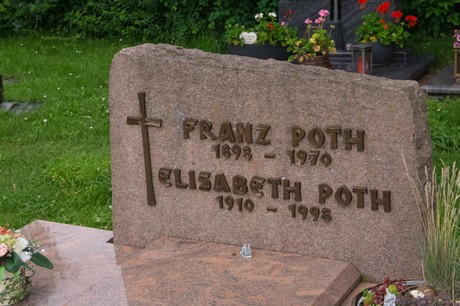 FRANZ POTH
1898 - 1970
ELISABETH POTH
1910 - 1998